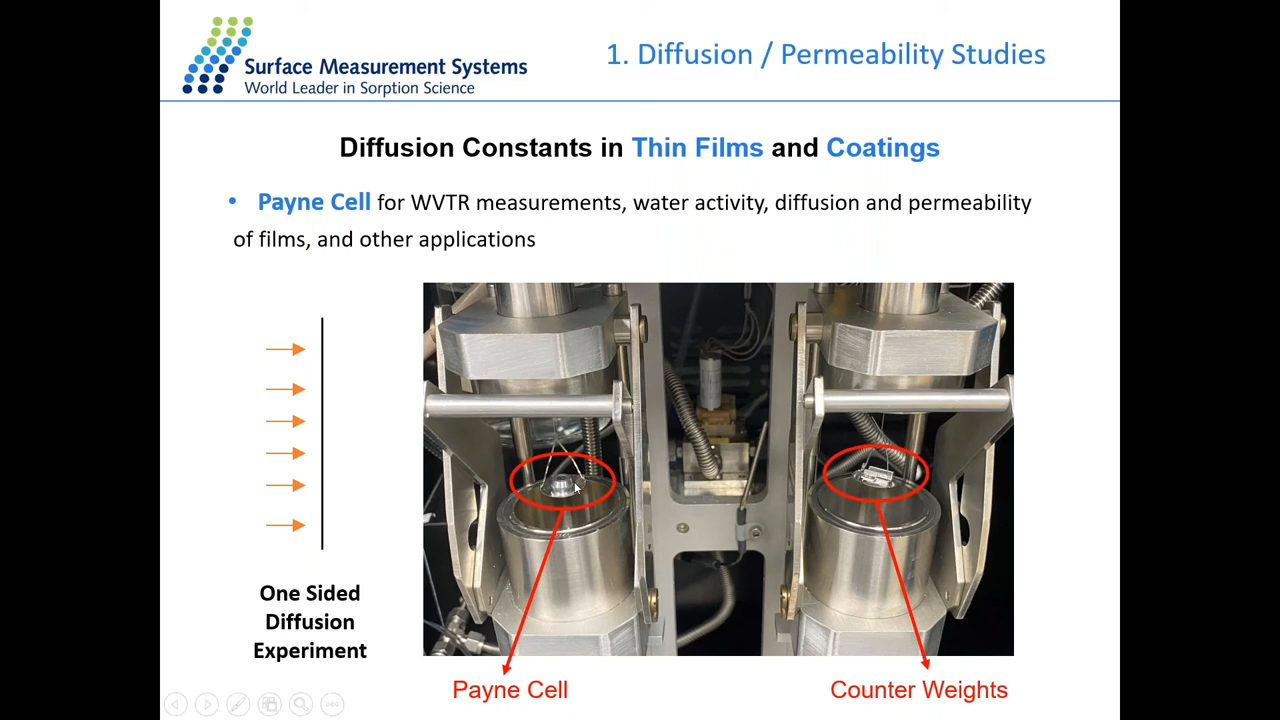 Surface Measurement Systems
World Leader in Sorption Science
1. Diffusion / Permeability Studies
Diffusion Constants in Thin Films and Coatings
• Payne Cell for WVTR measurements, water activity, diffusion and permeability
of films, and other applications
One Sided
Diffusion
Experiment
Payne Cell
Counter Weights